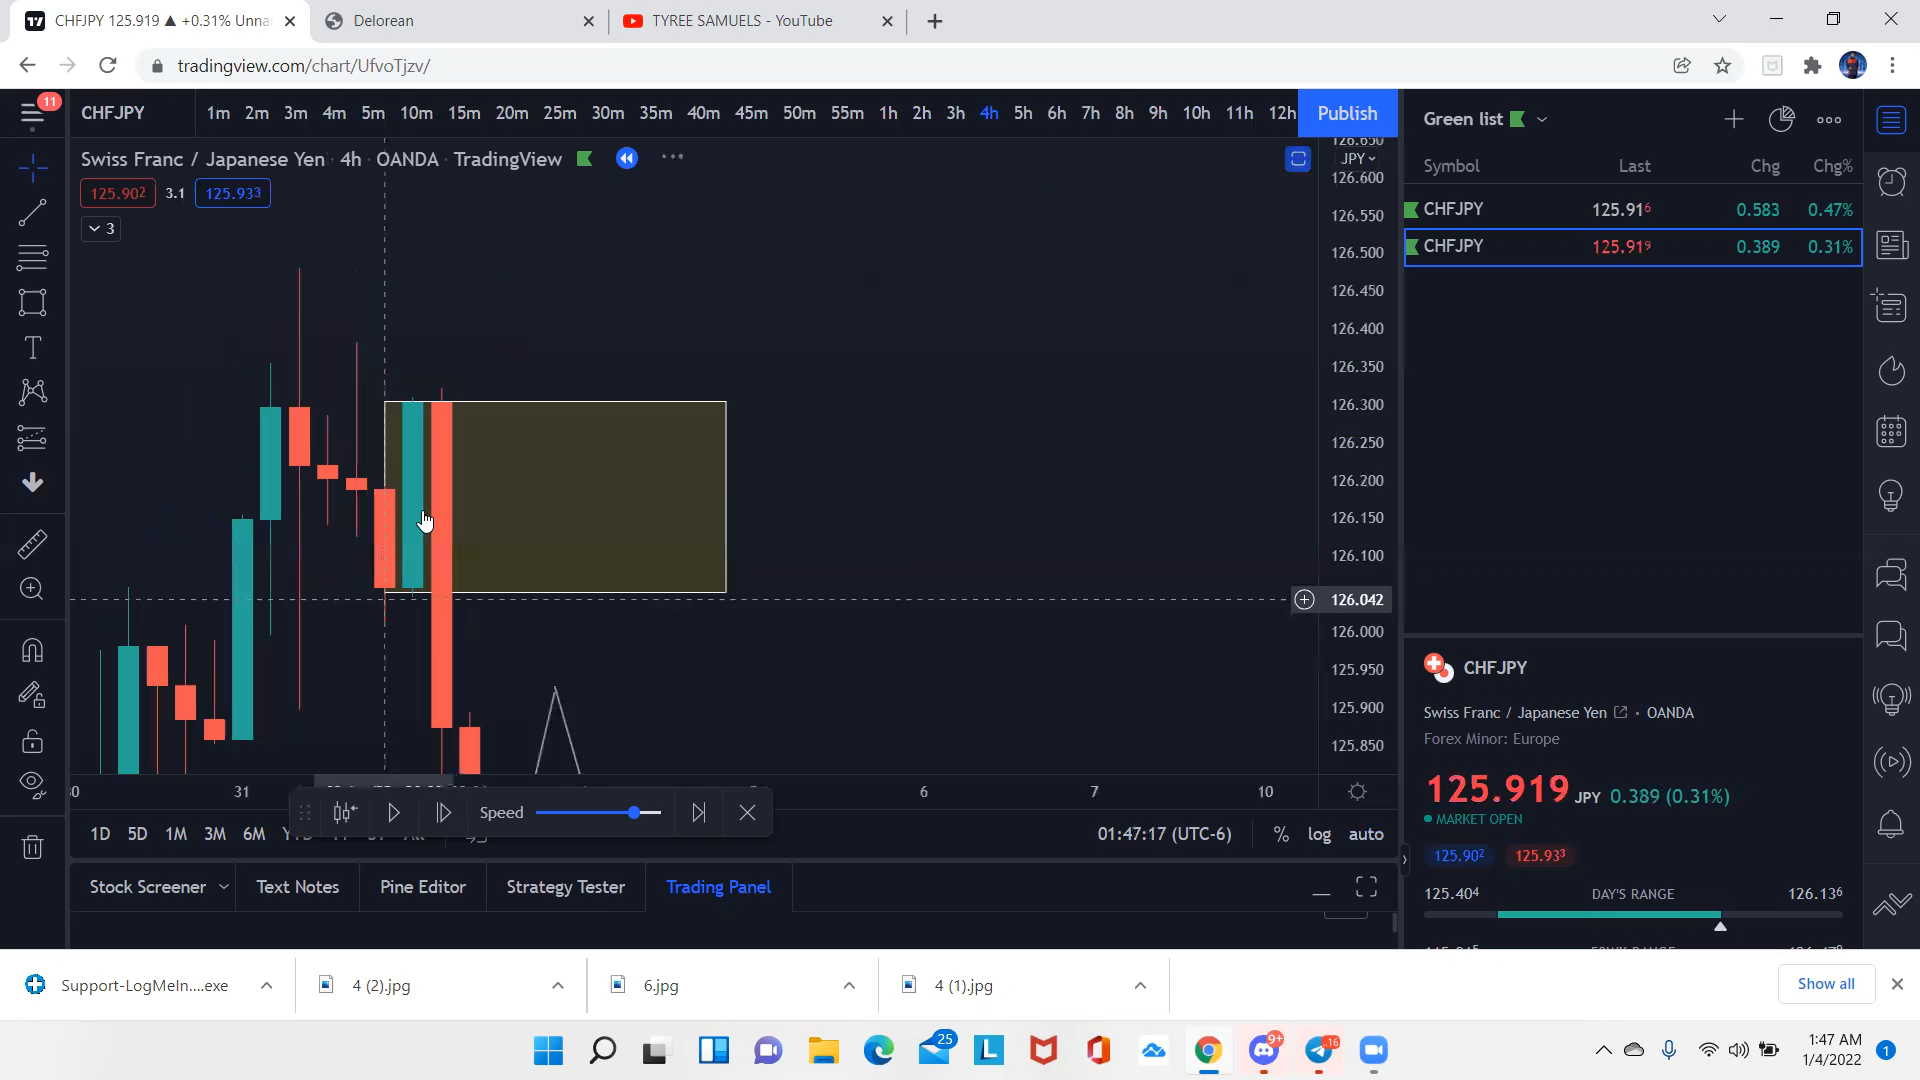 CHFJPY 125.919 ▲ +0.31% Unna
Delorean
TYREE SAMUELS - YouTube
tradingview.com/chart/UfvoTjzv/
11
CHFJPY
1m 2m 3m 4m 5m 10m 15m 20m 25m 30m 35m 40m 45m 50m 55m 1h 2h 3h 4h 5h 6h 7h 8h 9h 10h 11h 12h
Publish
Swiss Franc / Japanese Yen · 4h · OANDA · TradingView
125.902 3.1 125.933
3
126.650
JPY
126.600
126.550
126.500
126.450
126.400
126.350
126.300
126.250
126.200
126.150
126.100
126.042
126.000
125.950
125.900
125.850
31 6 7 10
Speed
1D 5D 1M 3M 6M
01:47:17 (UTC-6) % log auto
Stock Screener Text Notes Pine Editor Strategy Tester Trading Panel
Green list
Symbol Last Chg Chg%
CHFJPY 125.916 0.583 0.47%
CHFJPY 125.919 0.389 0.31%
CHFJPY
Swiss Franc / Japanese Yen · OANDA
Forex Minor: Europe
125.919 JPY 0.389 (0.31%)
MARKET OPEN
125.902 125.933
125.404 DAY'S RANGE 126.136
Support-LogMeIn....exe
4 (2).jpg
6.jpg
4 (1).jpg
Show all
25
9+
16
1:47 AM
1/4/2022
1